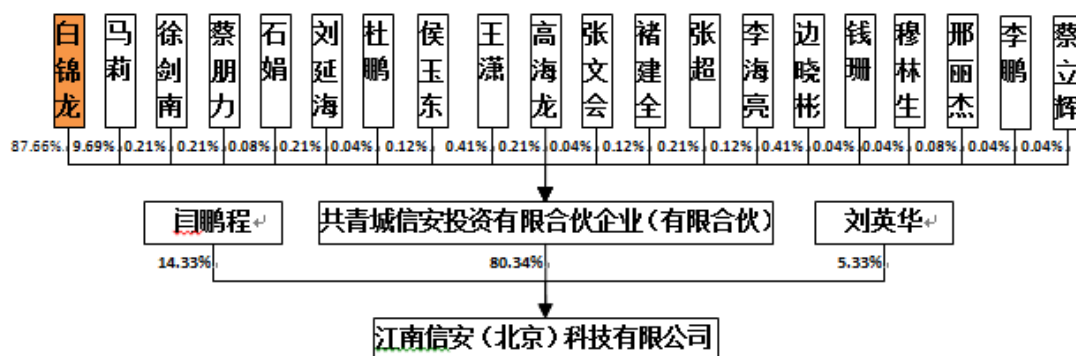 白锦龙 马莉 徐剑南 蔡朋力 石娟 刘延海 杜鹏 侯玉东 王潇 高海龙 张文会 褚建全 张超 李海亮 边晓彬 钱珊 穆林生 邢丽杰 李鹏 蔡立辉
87.66% 9.69% 0.21% 0.21% 0.08% 0.21% 0.04% 0.12% 0.41% 0.21% 0.04% 0.12% 0.21% 0.12% 0.41% 0.04% 0.04% 0.08% 0.04% 0.04%
闫鹏程 共青城信安投资有限合伙企业（有限合伙） 刘英华
14.33% 80.34% 5.33%
江南信安（北京）科技有限公司